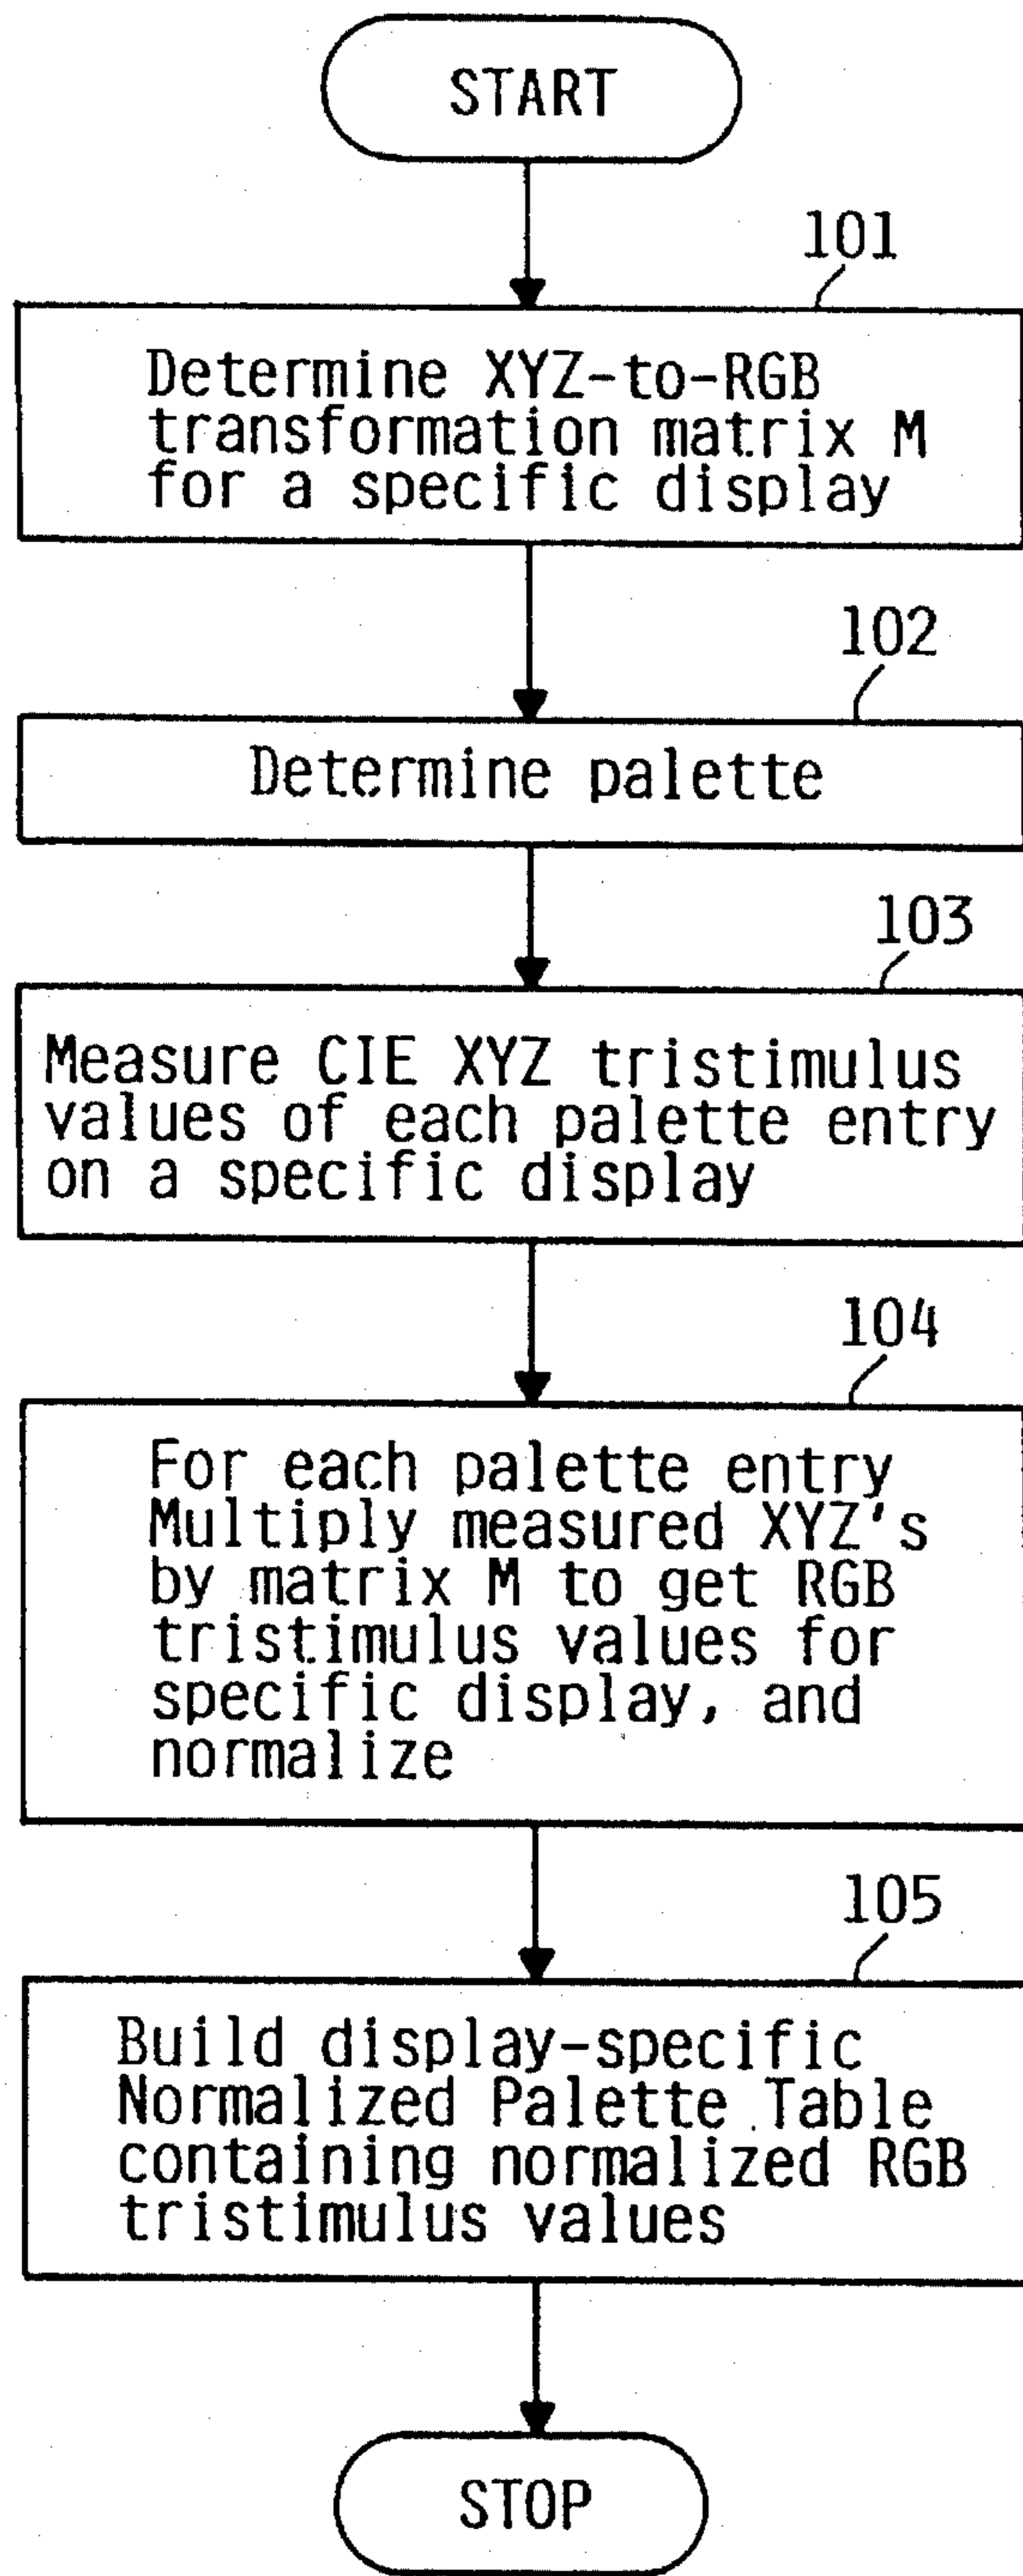 START
101
Determine XYZ-to-RGB
transformation matrix M
for a specific display
102
Determine palette
103
Measure CIE XYZ tristimulus
values of each palette entry
on a specific display
104
For each palette entry
Multiply measured XYZ's
by matrix M to get RGB
tristimulus values for
specific display, and
normalize
105
Build display-specific
Normalized Palette Table
containing normalized RGB
tristimulus values
STOP